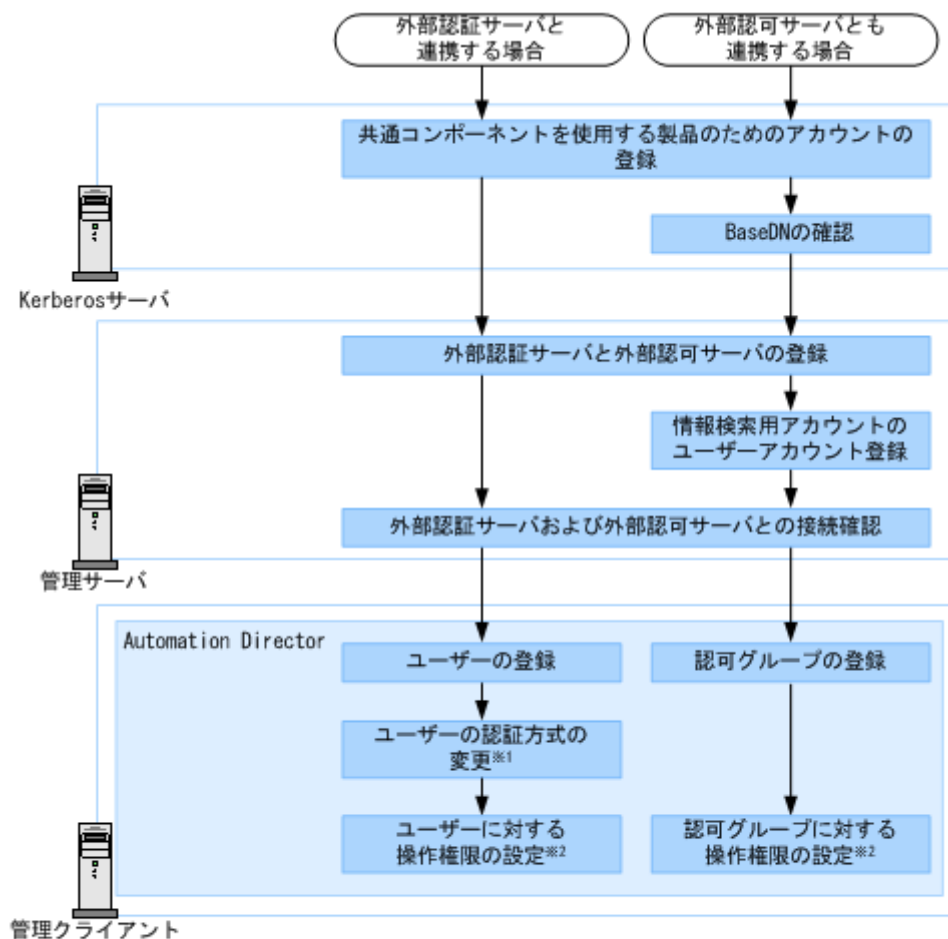 外部認証サーバと
連携する場合
外部認可サーバとも
連携する場合
共通コンポーネントを使用する製品のためのアカウントの
登録
BaseDNの確認
Kerberosサーバ
外部認証サーバと外部認可サーバの登録
情報検索用アカウントの
ユーザーアカウント登録
外部認証サーバおよび外部認可サーバとの接続確認
管理サーバ
Automation Director
ユーザーの登録
認可グループの登録
ユーザーの認証方式の
変更※1
ユーザーに対する
操作権限の設定※2
認可グループに対する
操作権限の設定※2
管理クライアント